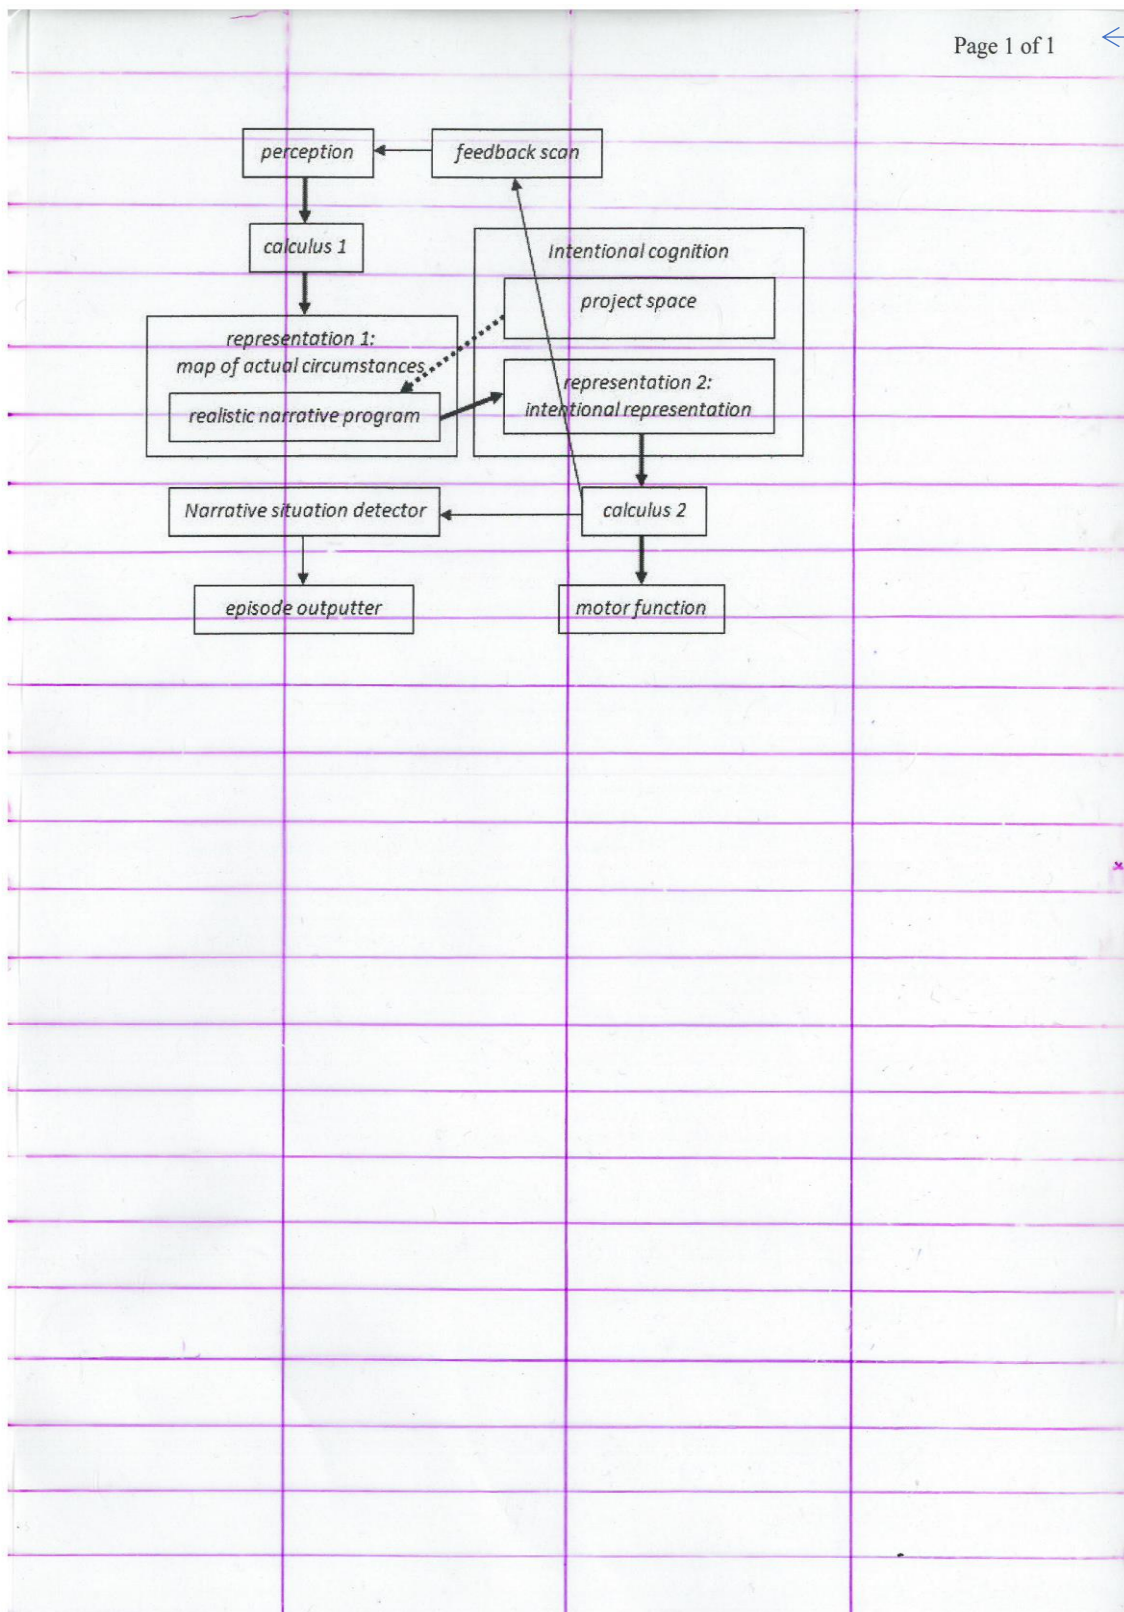 Page 1 of 1
perception
feedback scan
calculus 1
Intentional cognition
project space
representation 1:
map of actual circumstances
representation 2:
intentional representation
realistic narrative program
Narrative situation detector
calculus 2
episode outputter
motor function